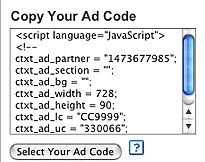 Copy Your Ad Code
<script language="JavaScript">
<!--
ctxt_ad_partner = "1473677985";
ctxt_ad_section = "";
ctxt_ad_bg = "";
ctxt_ad_width = 728;
ctxt_ad_height = 90;
ctxt_ad_lc = "CC9999";
ctxt_ad_uc = "330066";
Select Your Ad Code
?